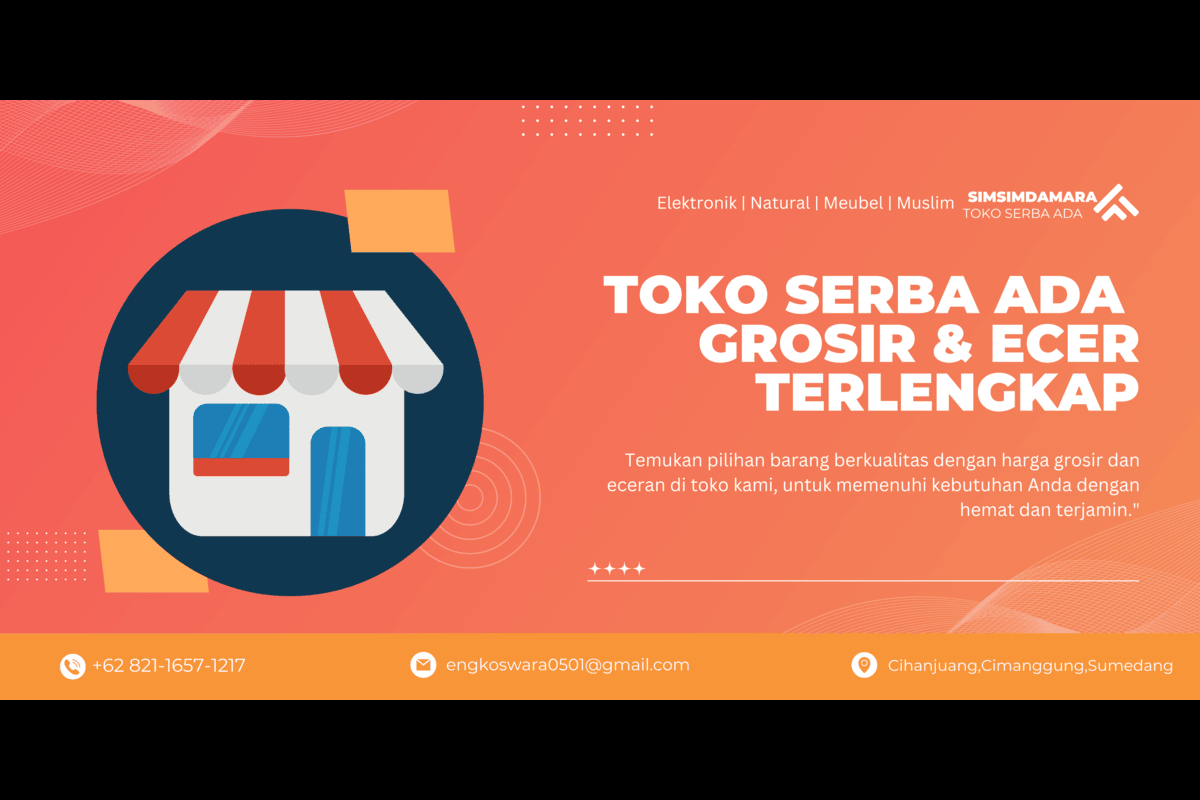 Elektronik | Natural | Meubel | Muslim
SIMSIMDAMARA
TOKO SERBA ADA
TOKO SERBA ADA
GROSIR & ECER
TERLENGKAP
Temukan pilihan barang berkualitas dengan harga grosir dan
eceran di toko kami, untuk memenuhi kebutuhan Anda dengan
hemat dan terjamin."
+62 821-1657-1217
engkoswara0501@gmail.com
Cihanjuang,Cimanggung,Sumedang